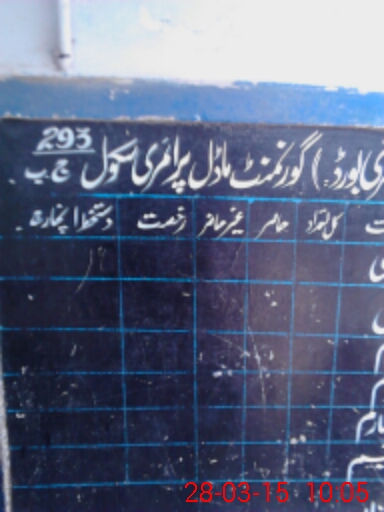 ی بورڈ) گورنمنٹ ماڈل پرائمری سکول 293 ج ب
ت کل تعداد حاضر غیر حاضر رخصت دستخط انچارج
28-03-15 10:05